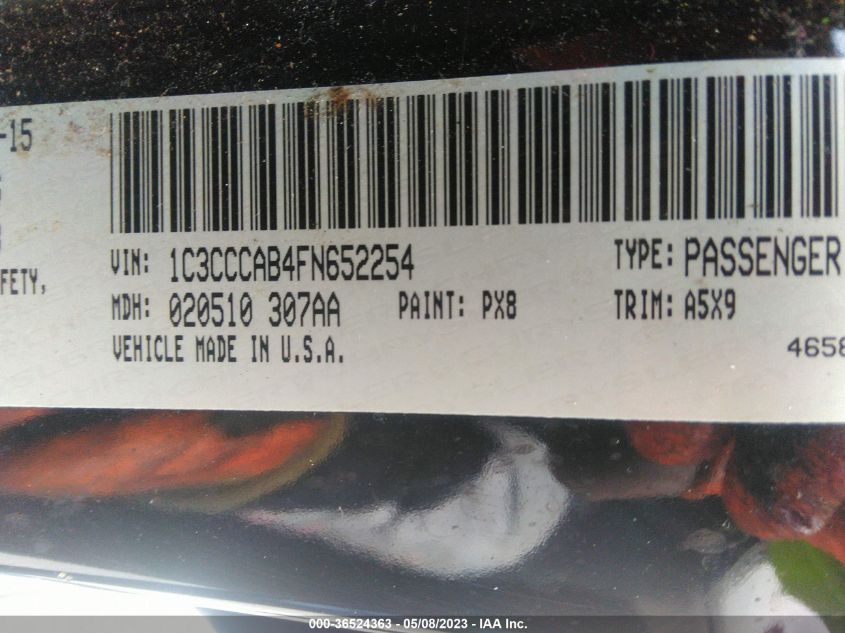 -15
VIN: 1C3CCCAB4FN652254
TYPE: PASSENGER
FETY,
MDH: 020510 307AA
PAINT: PX8
TRIM: A5X9
VEHICLE MADE IN U.S.A.
4658
000-36524363 - 05/08/2023 - IAA Inc.